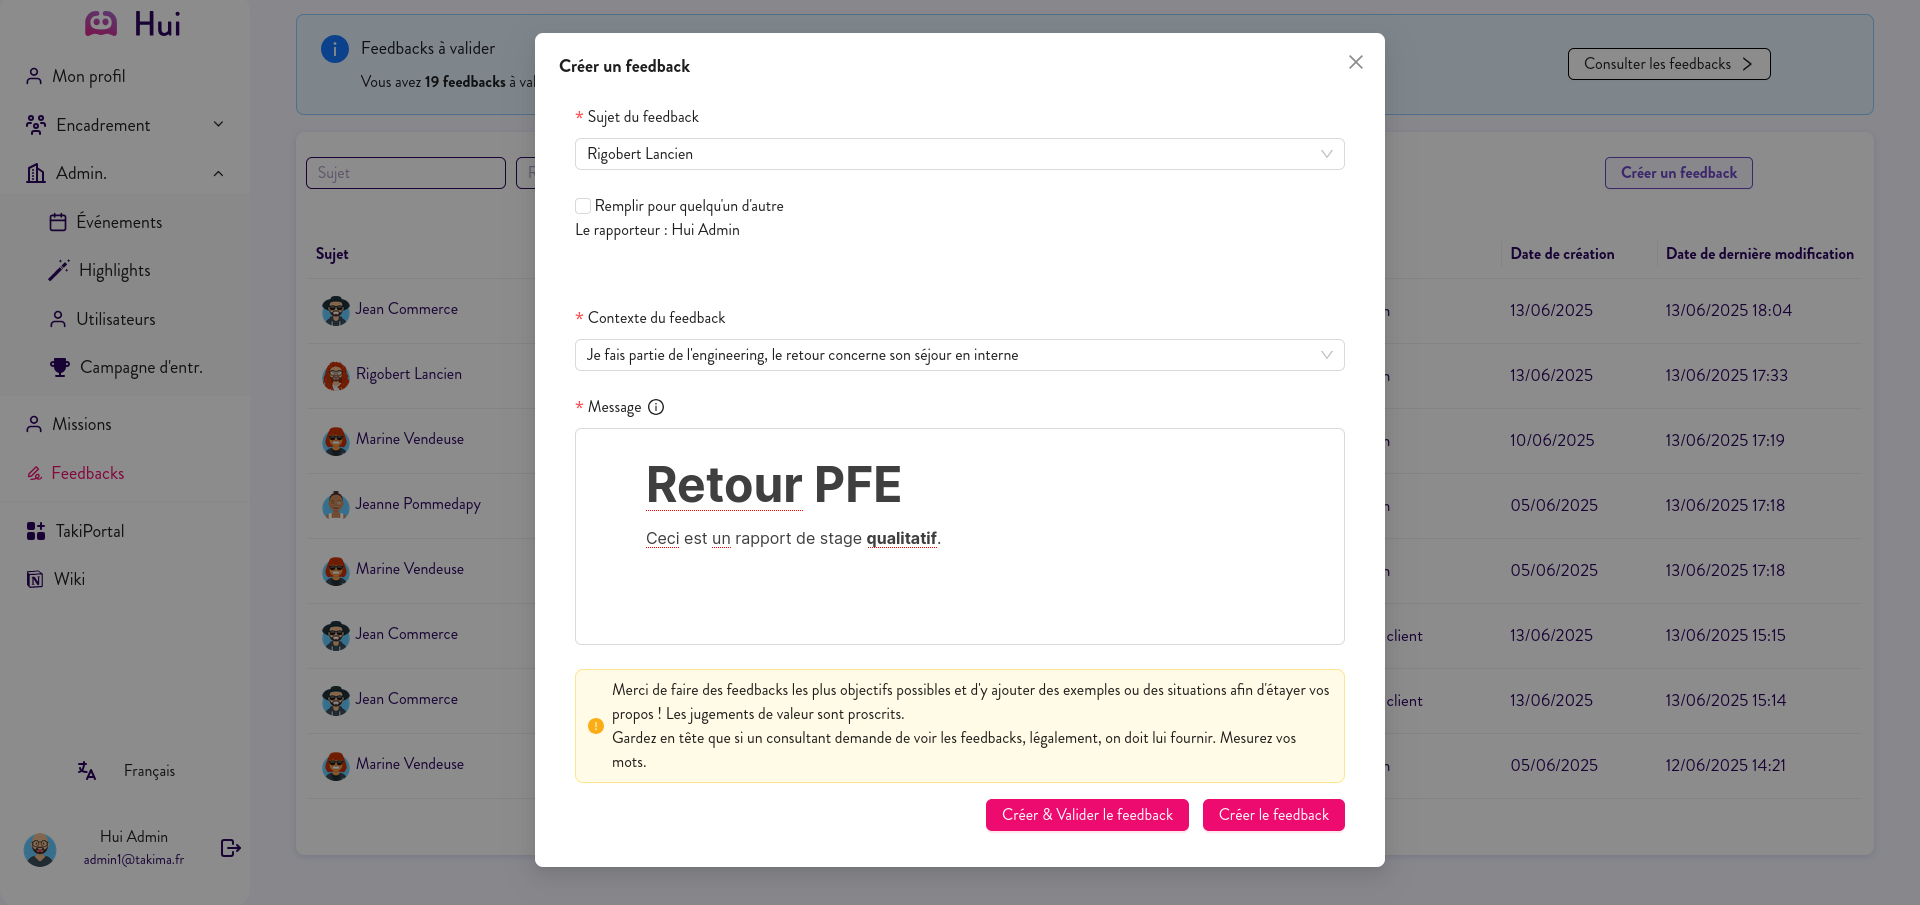 Hui
Mon profil
Encadrement
Admin.
Événements
Highlights
Utilisateurs
Campagne d'entr.
Missions
Feedbacks
TakiPortal
Wiki
Français
Hui Admin
admin1@takima.fr
Feedbacks à valider
Vous avez 19 feedbacks à val
Consulter les feedbacks
Sujet
R
Créer un feedback
Sujet
Date de création
Date de dernière modification
Jean Commerce
n
13/06/2025
13/06/2025 18:04
Rigobert Lancien
n
13/06/2025
13/06/2025 17:33
Marine Vendeuse
n
10/06/2025
13/06/2025 17:19
Jeanne Pommedapy
n
05/06/2025
13/06/2025 17:18
Marine Vendeuse
n
05/06/2025
13/06/2025 17:18
Jean Commerce
client
13/06/2025
13/06/2025 15:15
Jean Commerce
client
13/06/2025
13/06/2025 15:14
Marine Vendeuse
n
05/06/2025
12/06/2025 14:21
Créer un feedback
* Sujet du feedback
Rigobert Lancien
Remplir pour quelqu'un d'autre
Le rapporteur : Hui Admin
* Contexte du feedback
Je fais partie de l'engineering, le retour concerne son séjour en interne
* Message
Retour PFE
Ceci est un rapport de stage qualitatif.
Merci de faire des feedbacks les plus objectifs possibles et d'y ajouter des exemples ou des situations afin d'étayer vos
propos ! Les jugements de valeur sont proscrits.
Gardez en tête que si un consultant demande de voir les feedbacks, légalement, on doit lui fournir. Mesurez vos
mots.
Créer & Valider le feedback
Créer le feedback